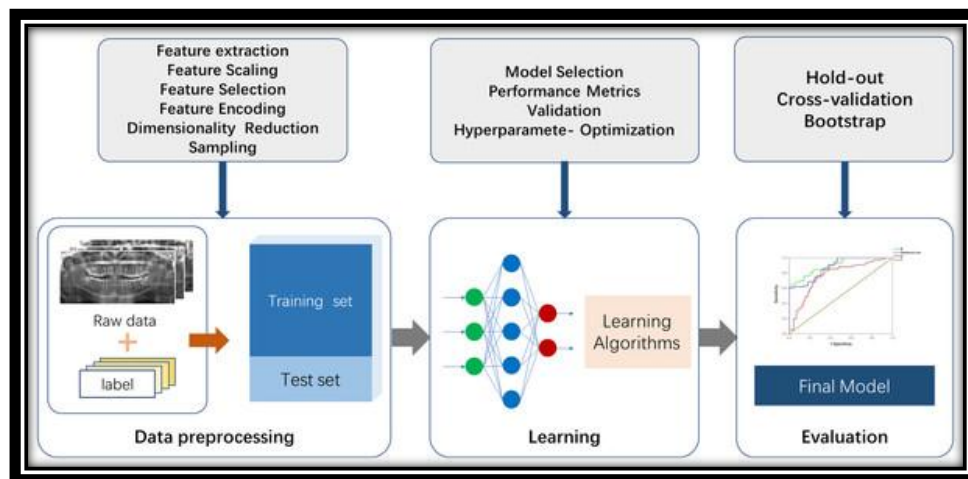 Feature extraction
Feature Scaling
Feature Selection
Feature Encoding
Dimensionality Reduction
Sampling
Model Selection
Performance Metrics
Validation
Hyperparamete- Optimization
Hold-out
Cross-validation
Bootstrap
Raw data
+
label
Training set
Test set
Data preprocessing
Learning
Algorithms
Learning
Final Model
Evaluation